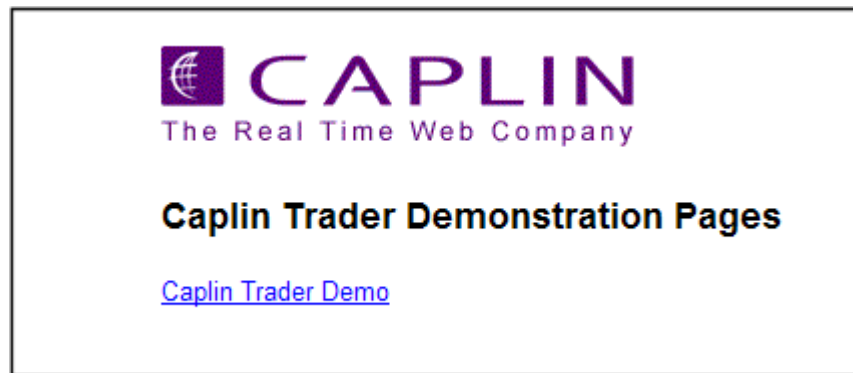 CAPLIN
The Real Time Web Company
Caplin Trader Demonstration Pages
Caplin Trader Demo